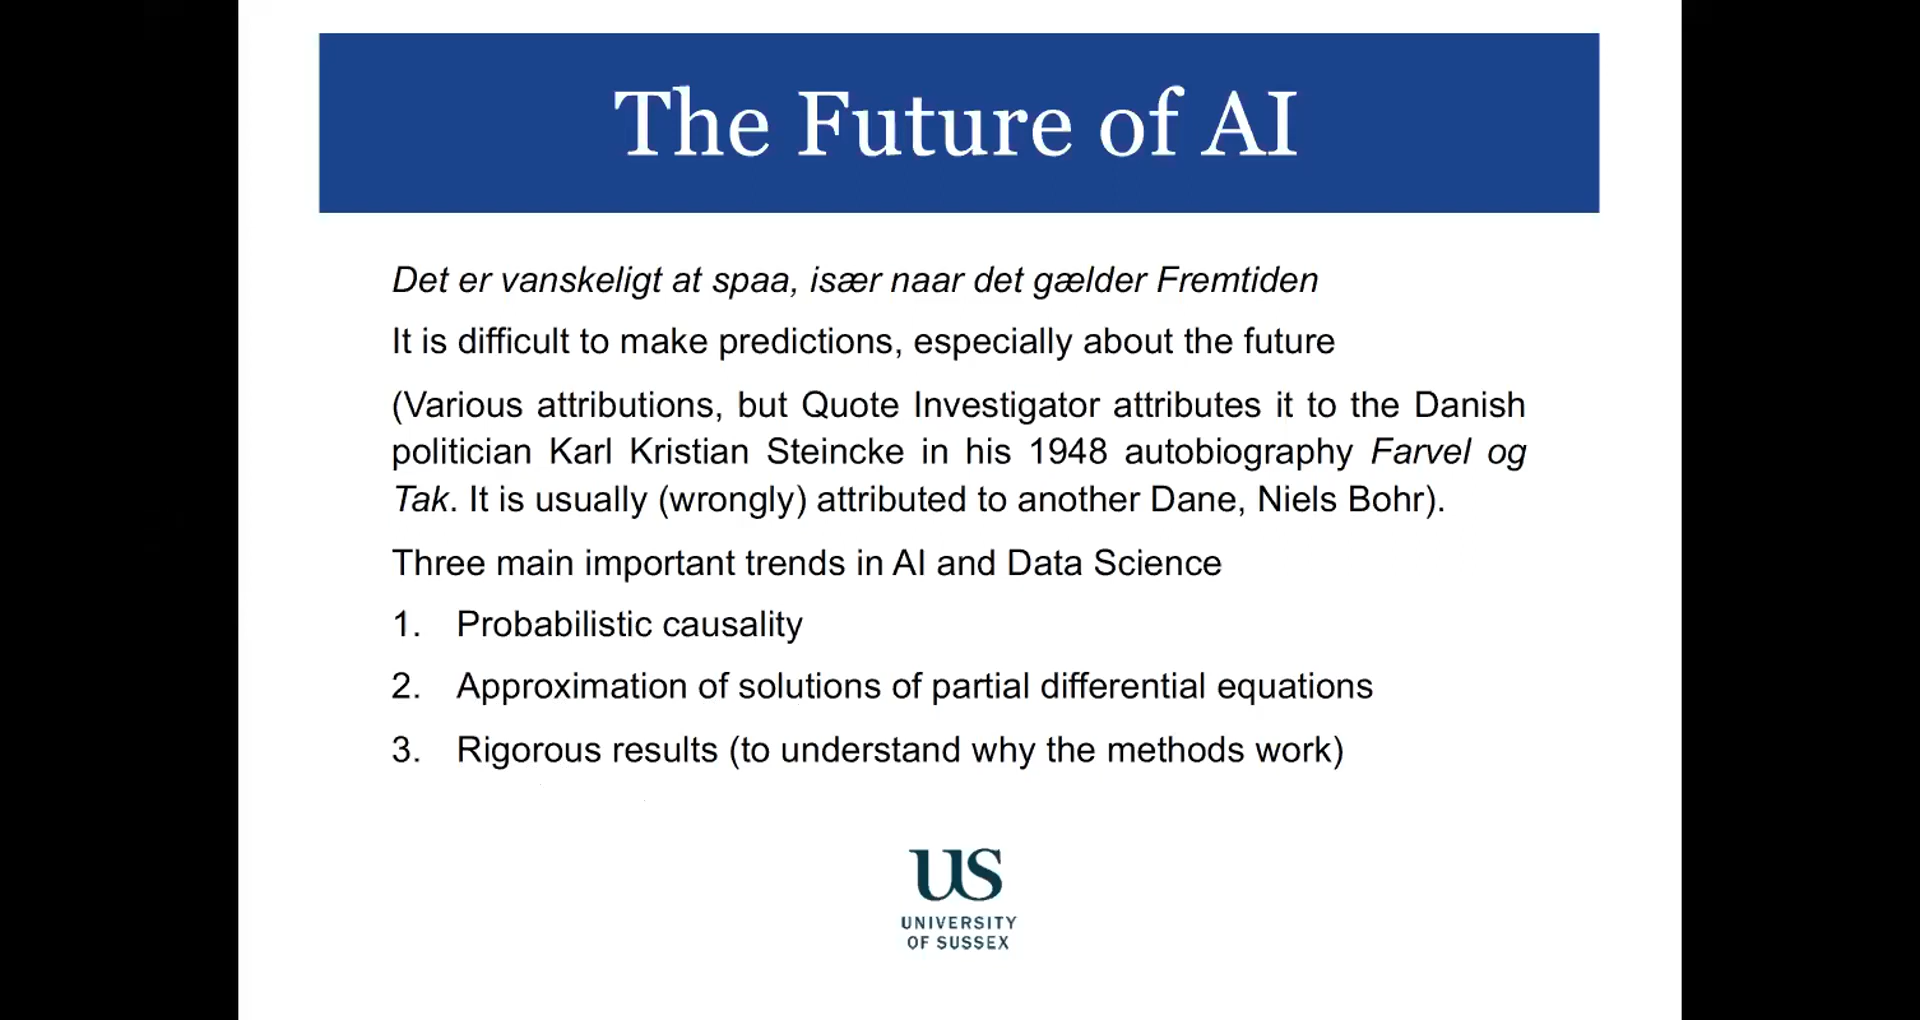 The Future of AI
Det er vanskeligt at spaa, især naar det gælder Fremtiden
It is difficult to make predictions, especially about the future
(Various attributions, but Quote Investigator attributes it to the Danish
politician Karl Kristian Steincke in his 1948 autobiography Farvel og
Tak. It is usually (wrongly) attributed to another Dane, Niels Bohr).
Three main important trends in AI and Data Science
1. Probabilistic causality
2. Approximation of solutions of partial differential equations
3. Rigorous results (to understand why the methods work)
US
UNIVERSITY
OF SUSSEX